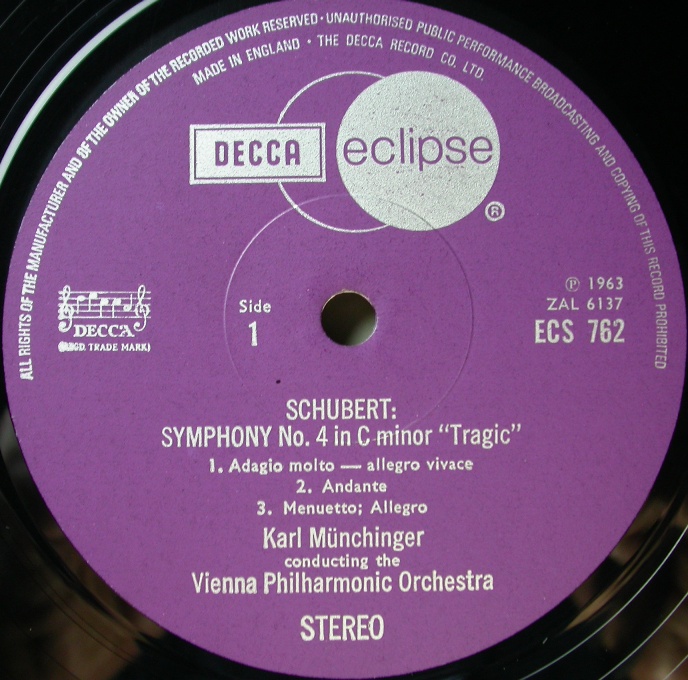 ALL RIGHTS OF THE MANUFACTURER AND OF THE OWNER OF THE RECORDED WORK RESERVED · UNAUTHORISED PUBLIC PERFORMANCE BROADCASTING AND COPYING OF THIS RECORD PROHIBITED
MADE IN ENGLAND · THE DECCA RECORD CO. LTD.
DECCA eclipse
®
DECCA
TRADE MARK)
Side
1
℗ 1963
ZAL 6137
ECS 762
SCHUBERT:
SYMPHONY No. 4 in C minor “Tragic”
1. Adagio molto — allegro vivace
2. Andante
3. Menuetto; Allegro
Karl Münchinger
conducting the
Vienna Philharmonic Orchestra
STEREO